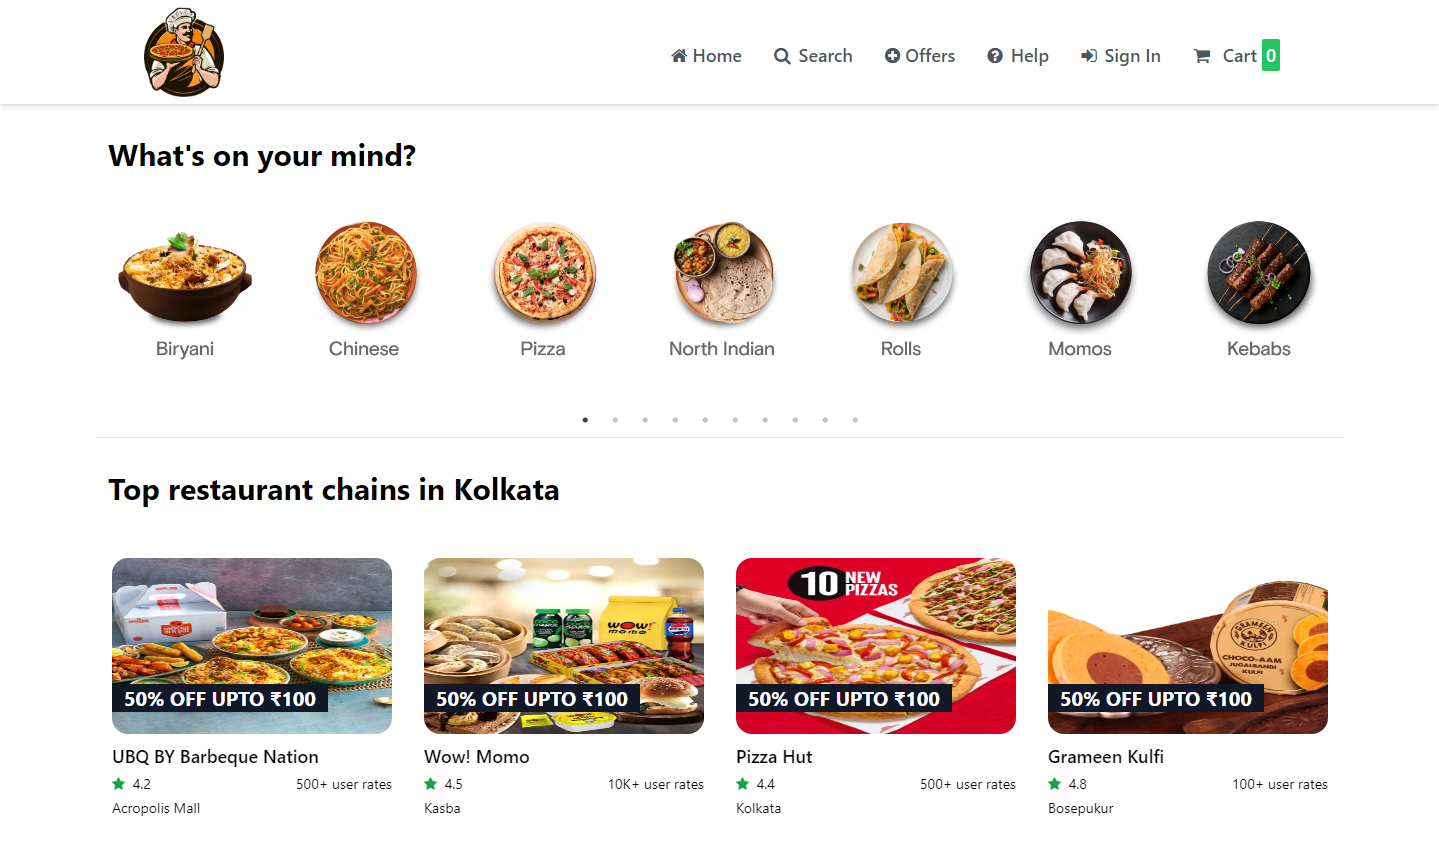 Home Search Offers Help Sign In Cart 0
What's on your mind?
Biryani Chinese Pizza North Indian Rolls Momos Kebabs
Top restaurant chains in Kolkata
10 NEW PIZZAS
WOW!
GRAMEEN KULFI
CHOCO-AAM
JUGALBANDI
KULFI
50% OFF UPTO ₹100 50% OFF UPTO ₹100 50% OFF UPTO ₹100 50% OFF UPTO ₹100
UBQ BY Barbeque Nation Wow! Momo Pizza Hut Grameen Kulfi
4.2 500+ user rates 4.5 10K+ user rates 4.4 500+ user rates 4.8 100+ user rates
Acropolis Mall Kasba Kolkata Bosepukur